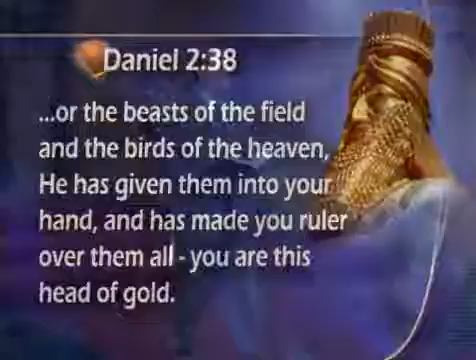 Daniel 2:38
...or the beasts of the field
and the birds of the heaven,
He has given them into your
hand, and has made you ruler
over them all - you are this
head of gold.